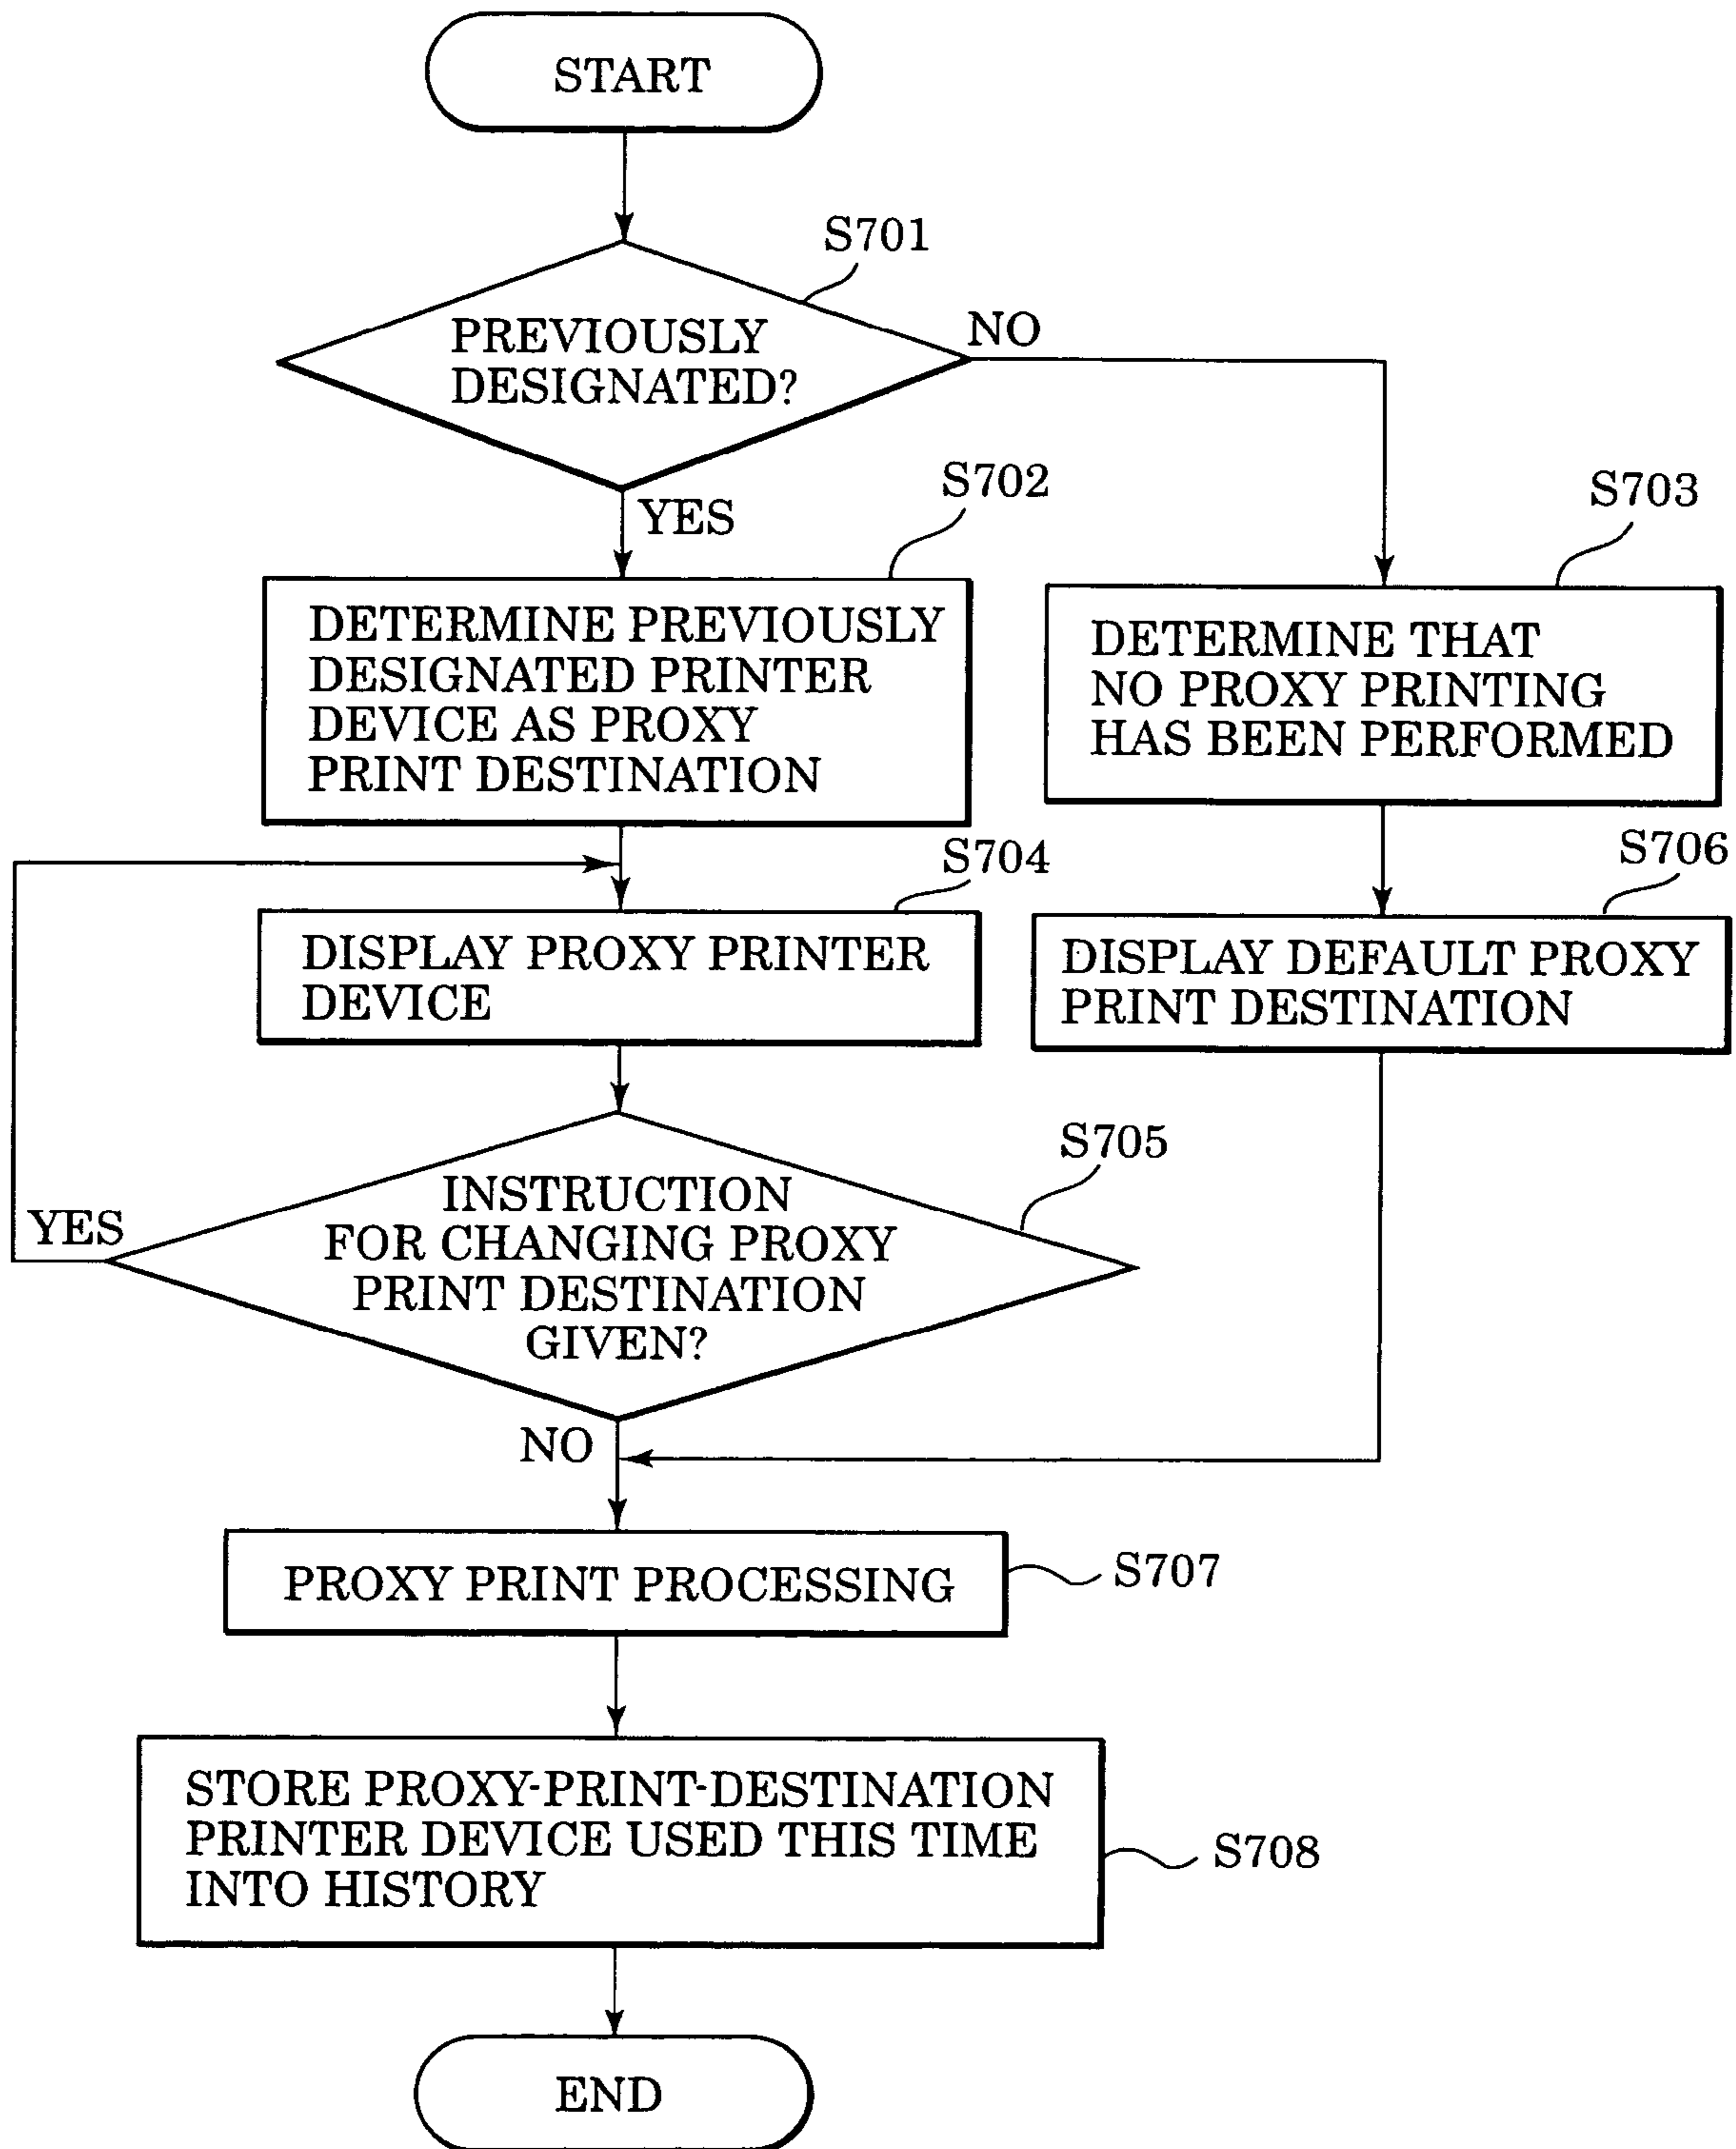 START
S701
PREVIOUSLY
DESIGNATED?
NO
YES
S702
DETERMINE PREVIOUSLY
DESIGNATED PRINTER
DEVICE AS PROXY
PRINT DESTINATION
S703
DETERMINE THAT
NO PROXY PRINTING
HAS BEEN PERFORMED
S704
DISPLAY PROXY PRINTER
DEVICE
S706
DISPLAY DEFAULT PROXY
PRINT DESTINATION
S705
INSTRUCTION
FOR CHANGING PROXY
PRINT DESTINATION
GIVEN?
YES
NO
PROXY PRINT PROCESSING
S707
STORE PROXY-PRINT-DESTINATION
PRINTER DEVICE USED THIS TIME
INTO HISTORY
S708
END